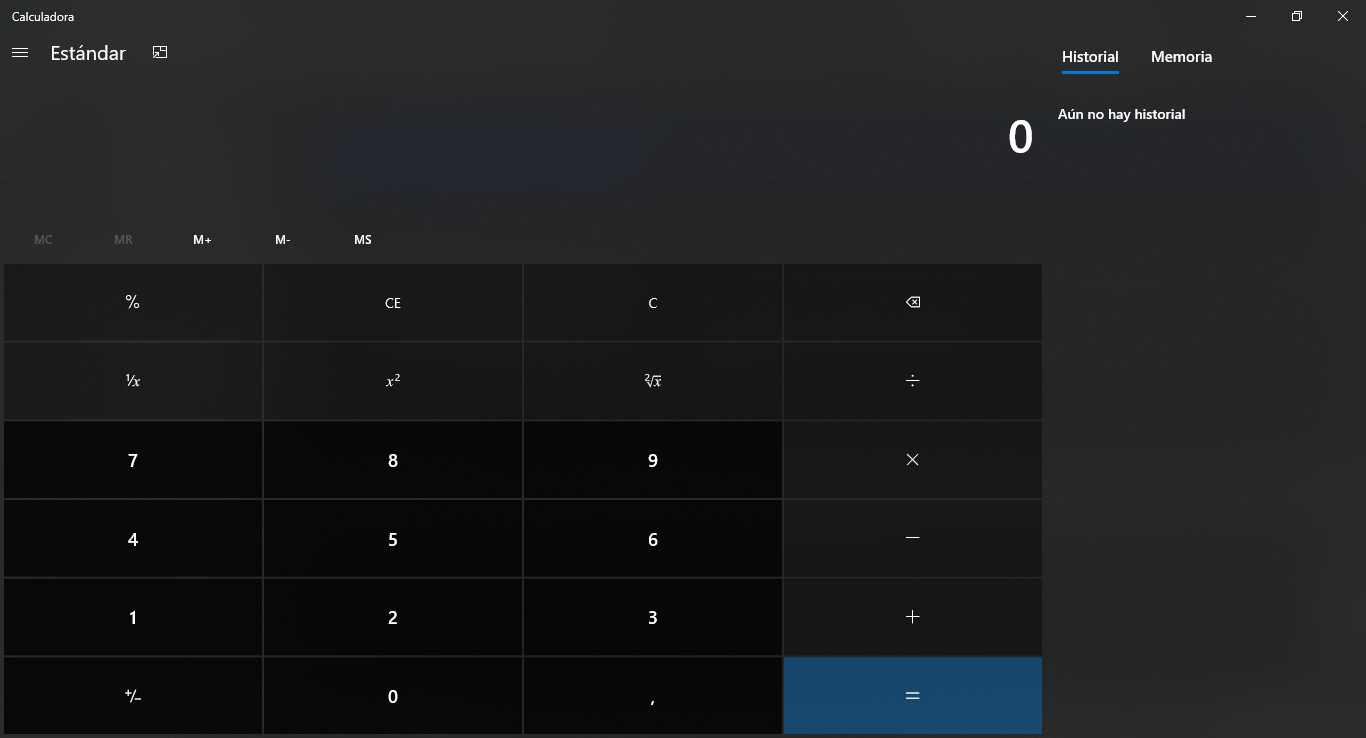 Calculadora
Estándar
Historial Memoria
Aún no hay historial
0
MC MR M+ M- MS
% CE C
¹/x x² ²√x ÷
7 8 9 ×
4 5 6 −
1 2 3 +
+/− 0 , =